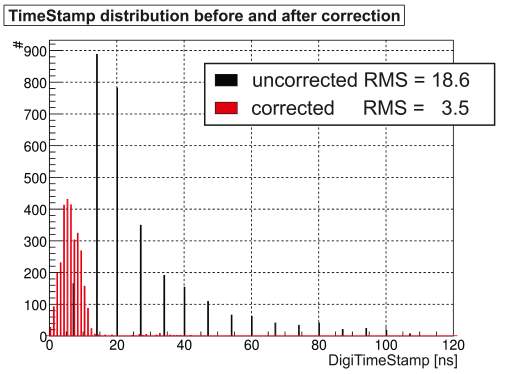 TimeStamp distribution before and after correction
#
900
800
700
600
500
400
300
200
100
0
uncorrected RMS = 18.6
corrected RMS = 3.5
0 20 40 60 80 100 120
DigiTimeStamp [ns]